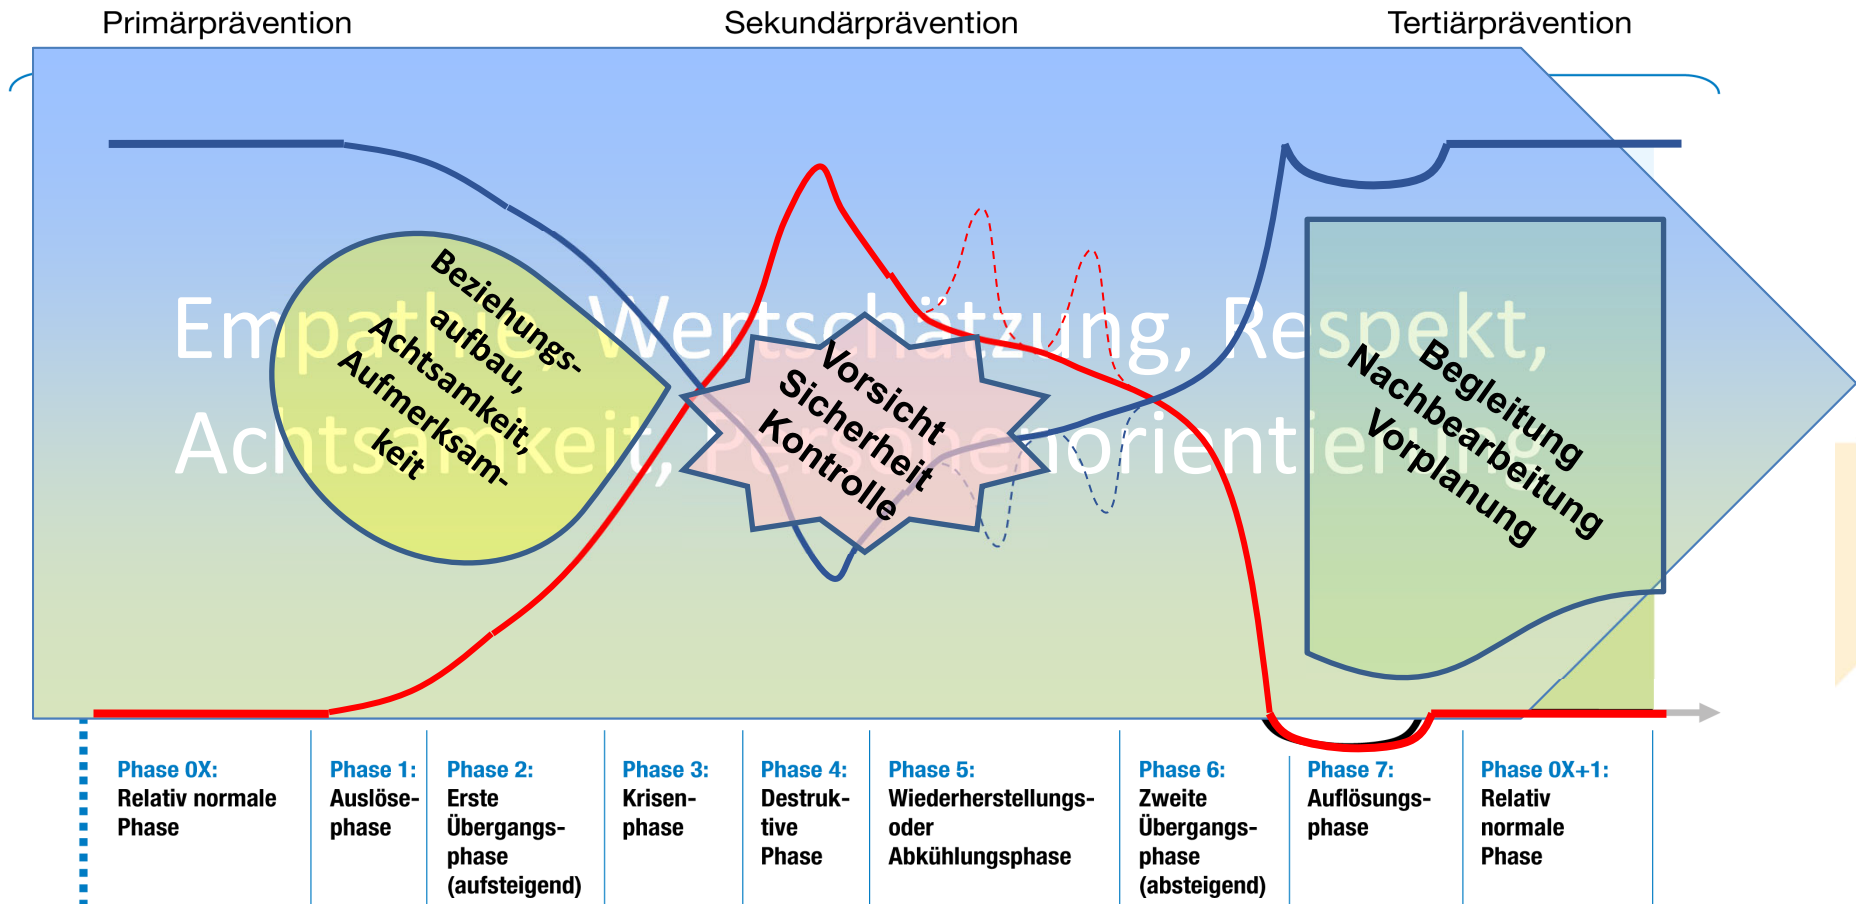 Primärprävention
Sekundärprävention
Tertiärprävention
Empathie, Wertschätzung, Respekt,
Achtsamkeit, Personenorientierung
Beziehungs-
aufbau,
Achtsamkeit,
Aufmerksam-
keit
Vorsicht
Sicherheit
Kontrolle
Begleitung
Nachbearbeitung
Vorplanung
Phase 0X:
Relativ normale
Phase
Phase 1:
Auslöse-
phase
Phase 2:
Erste
Übergangs-
phase
(aufsteigend)
Phase 3:
Krisen-
phase
Phase 4:
Destruk-
tive
Phase
Phase 5:
Wiederherstellungs-
oder
Abkühlungsphase
Phase 6:
Zweite
Übergangs-
phase
(absteigend)
Phase 7:
Auflösungs-
phase
Phase 0X+1:
Relativ
normale
Phase